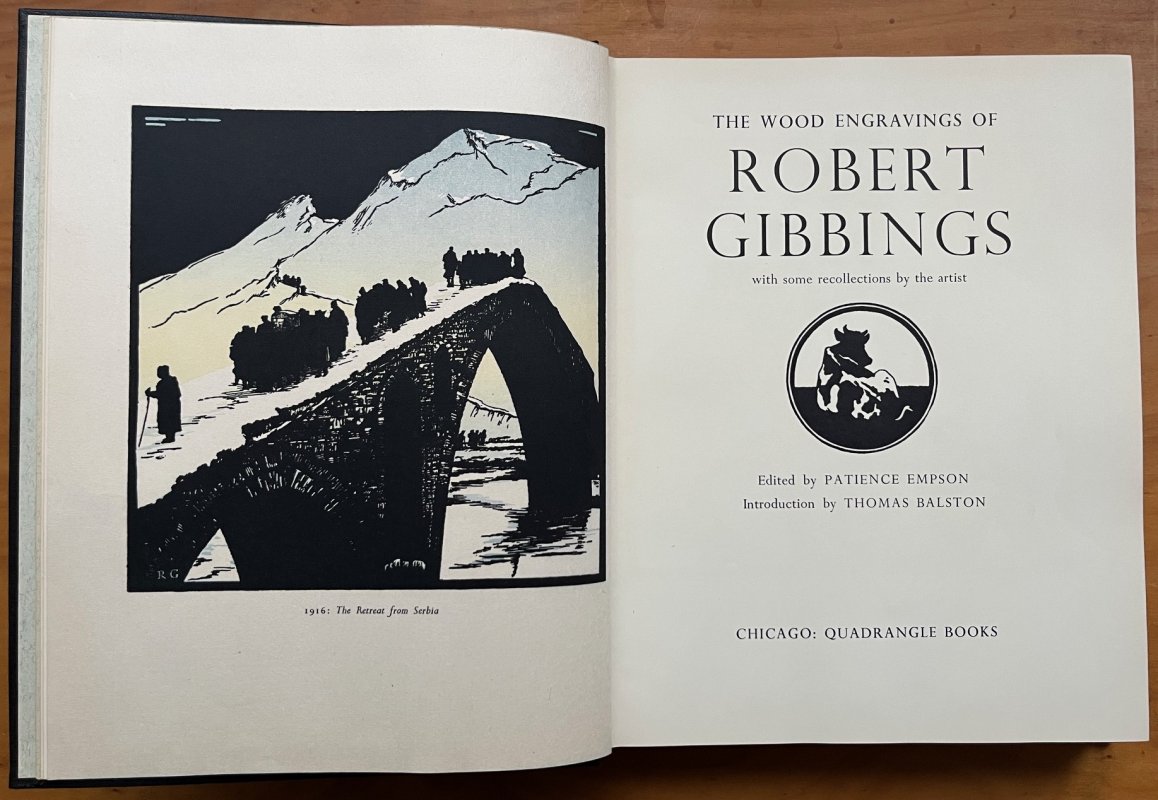 RG
1916: The Retreat from Serbia
THE WOOD ENGRAVINGS OF
ROBERT
GIBBINGS
with some recollections by the artist
Edited by PATIENCE EMPSON
Introduction by THOMAS BALSTON
CHICAGO: QUADRANGLE BOOKS